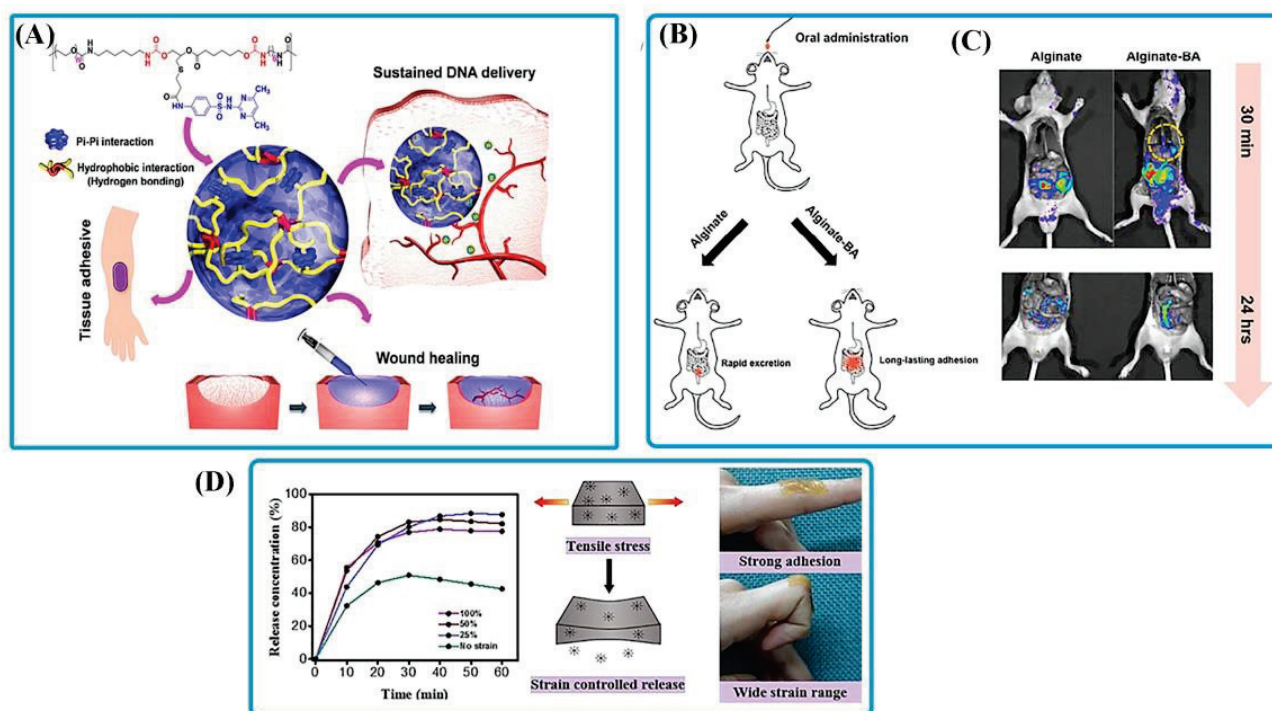 (A)
Sustained DNA delivery
Pi-Pi interaction
Hydrophobic interaction
(Hydrogen bonding)
Tissue adhesive
Wound healing
(B)
Oral administration
Alginate
Alginate-BA
Rapid excretion
Long-lasting adhesion
(C)
Alginate
Alginate-BA
30 min
24 hrs
(D)
Release concentration (%)
100
80
60
40
20
0
0 10 20 30 40 50 60
Time (min)
100%
50%
25%
No strain
Tensile stress
Strain controlled release
Strong adhesion
Wide strain range